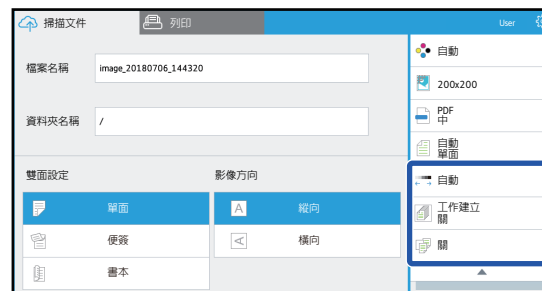 掃描文件
列印
User
檔案名稱
image_20180706_144320
資料夾名稱
/
雙面設定
影像方向
單面
便簽
書本
A
縱向
A
橫向
自動
200x200
PDF
中
自動
單面
自動
工作建立
關
關